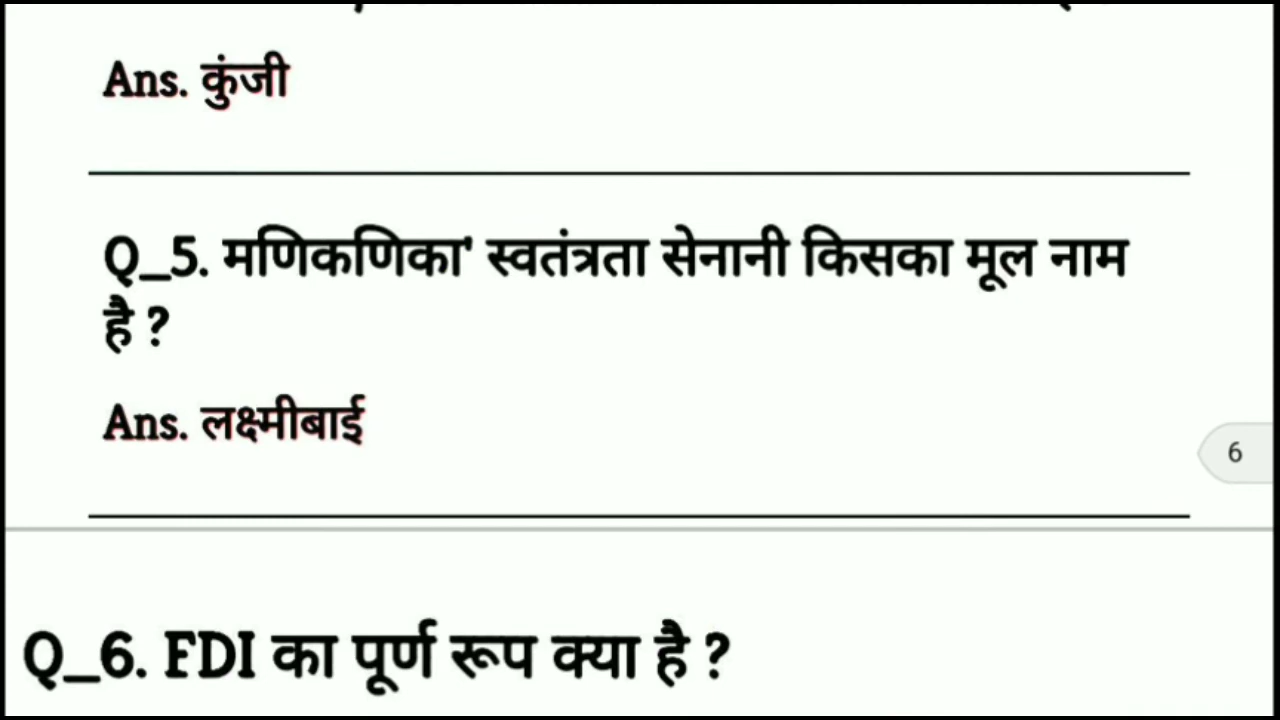 Ans. कुंजी
Q_5. मणिकणिका' स्वतंत्रता सेनानी किसका मूल नाम
है ?
Ans. लक्ष्मीबाई
6
Q_6. FDI का पूर्ण रूप क्या है ?